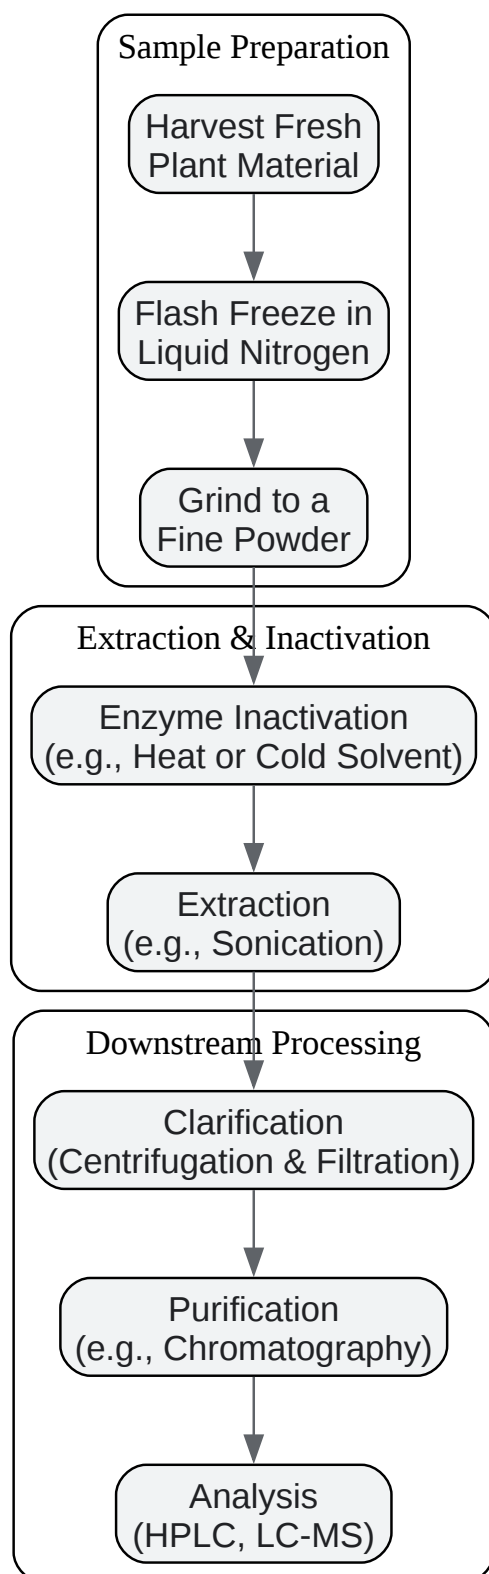 Sample Preparation
Harvest Fresh
Plant Material
Flash Freeze in
Liquid Nitrogen
Grind to a
Fine Powder
Extraction & Inactivation
Enzyme Inactivation
(e.g., Heat or Cold Solvent)
Extraction
(e.g., Sonication)
Downstream Processing
Clarification
(Centrifugation & Filtration)
Purification
(e.g., Chromatography)
Analysis
(HPLC, LC-MS)